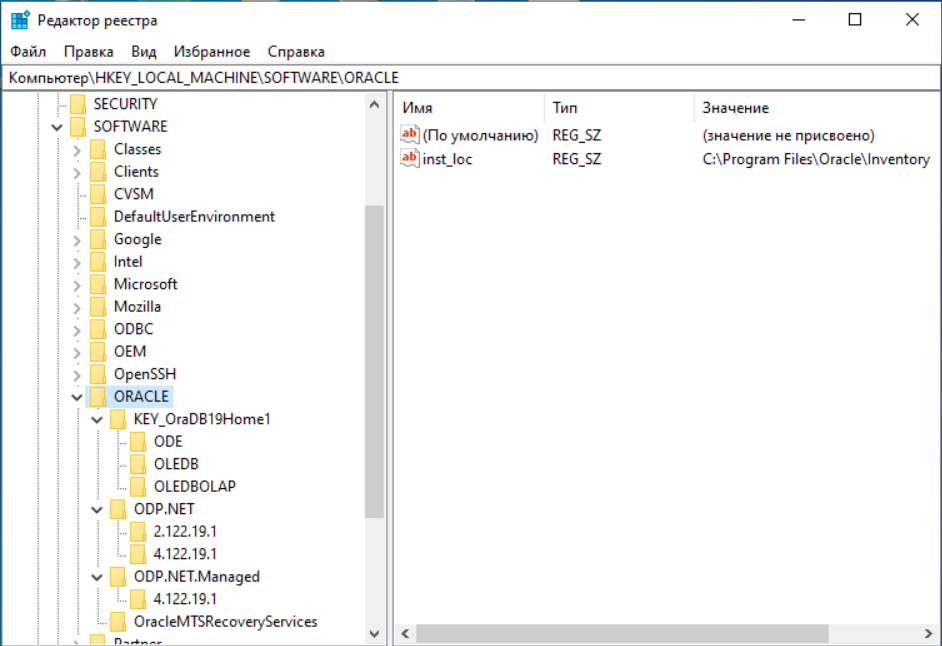 Редактор реестра
Файл Правка Вид Избранное Справка
Компьютер\HKEY_LOCAL_MACHINE\SOFTWARE\ORACLE
SECURITY
SOFTWARE
Classes
Clients
CVSM
DefaultUserEnvironment
Google
Intel
Microsoft
Mozilla
ODBC
OEM
OpenSSH
ORACLE
KEY_OraDB19Home1
ODE
OLEDB
OLEDBOLAP
ODP.NET
2.122.19.1
4.122.19.1
ODP.NET.Managed
4.122.19.1
OracleMTSRecoveryServices
Partner
Имя Тип Значение
ab (По умолчанию) REG_SZ (значение не присвоено)
ab inst_loc REG_SZ C:\Program Files\Oracle\Inventory